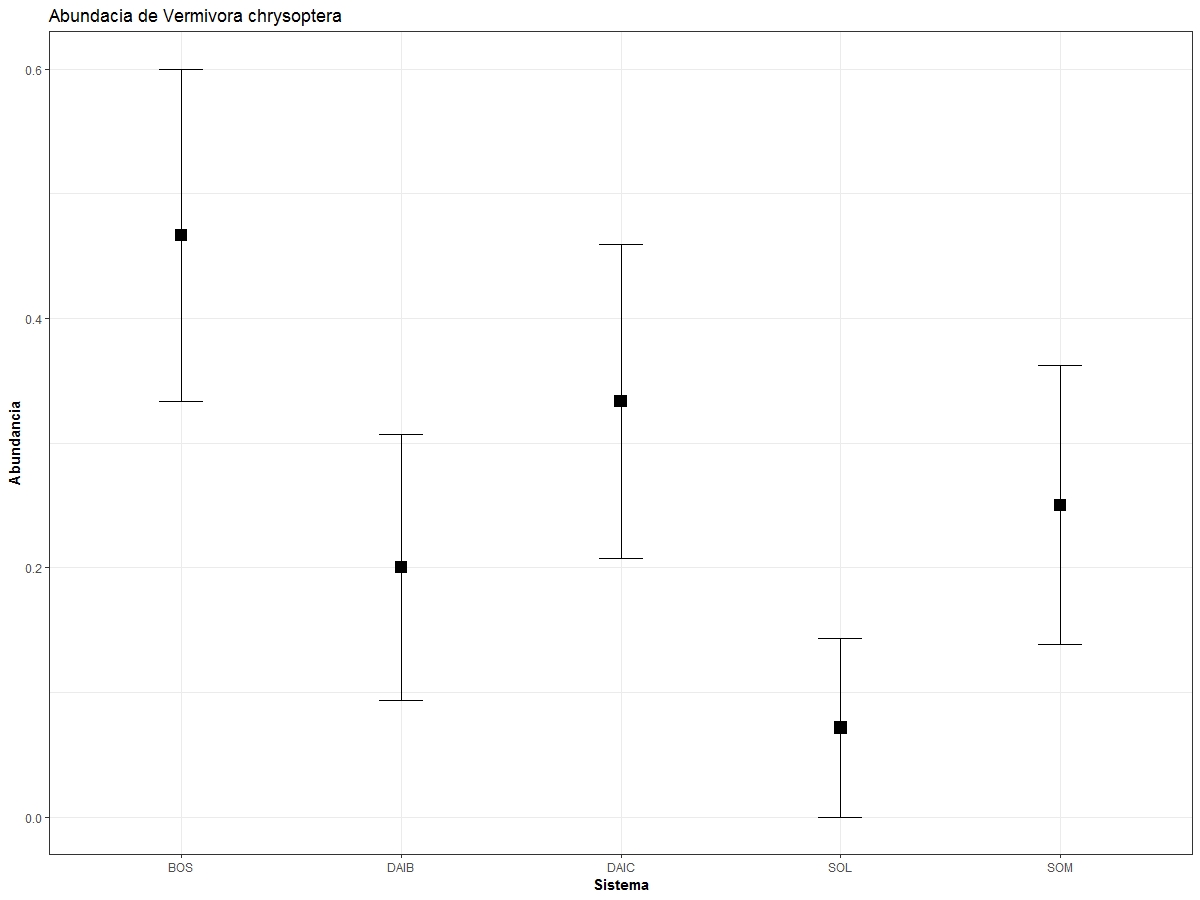 Abundacia de Vermivora chrysoptera
Abundancia
0.6
0.4
0.2
0.0
BOS DAIB DAIC SOL SOM
Sistema